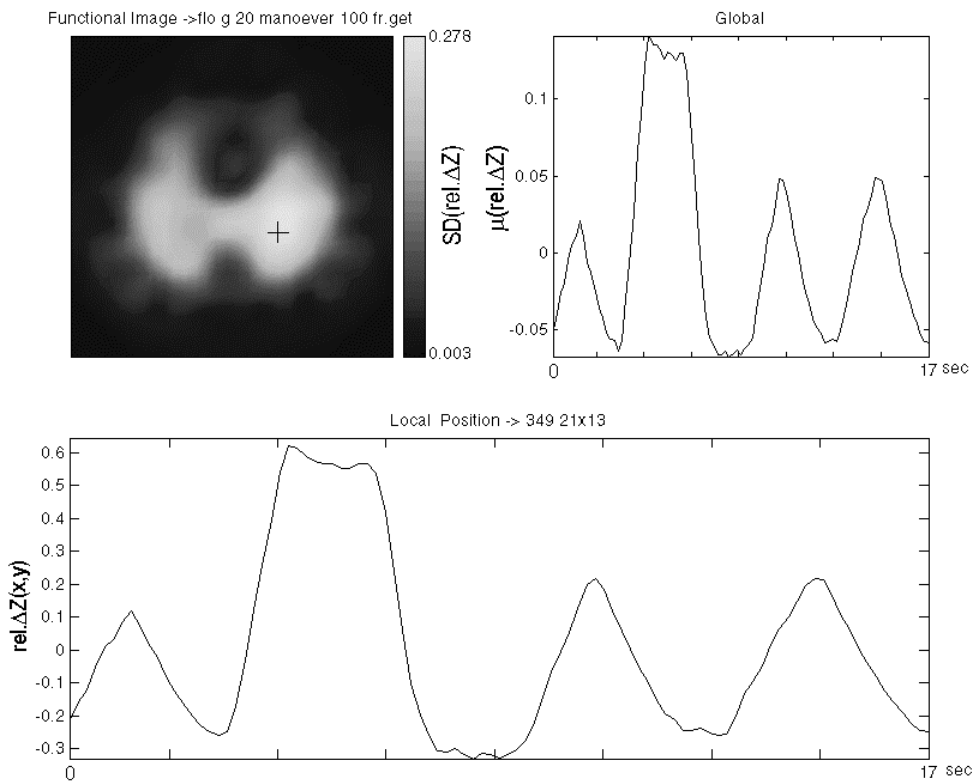 Functional Image ->flo g 20 manoever 100 fr.get
0.278
0.003
SD(rel.ΔZ)
Global
μ(rel.ΔZ)
0.1
0.05
0
-0.05
0
17 sec
Local Position -> 349 21x13
rel.ΔZ(x,y)
0.6
0.5
0.4
0.3
0.2
0.1
0
-0.1
-0.2
-0.3
0
17 sec